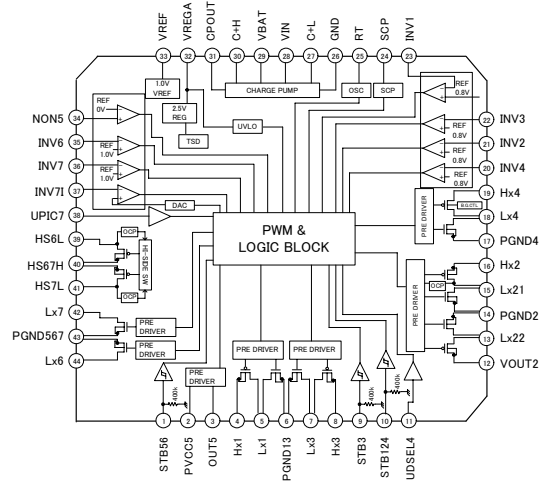 VREF
VREGA
CPOUT
C+H
VBAT
VIN
C+L
GND
RT
SCP
INV1
33
32
31
30
29
28
27
26
25
24
23
1.0V
VREF
CHARGE PUMP
OSC
SCP
2.5V
REG
TSD
UVLO
REF
0V
REF
1.0V
REF
1.0V
DAC
REF
0.8V
REF
0.8V
REF
0.8V
REF
0.8V
NON5
34
INV6
35
INV7
36
INV7I
37
UPIC7
38
HS6L
39
HS67H
40
HS7L
41
Lx7
42
PGND567
43
Lx6
44
OCP
HI-SIDE SW
OCP
PWM &
LOGIC BLOCK
22
INV3
21
INV2
20
INV4
19
Hx4
18
Lx4
17
PGND4
16
Hx2
15
Lx21
14
PGND2
13
Lx22
12
VOUT2
PRE DRIVER
B.G.CTL
PRE DRIVER
OCP
PRE
DRIVER
PRE
DRIVER
PRE
DRIVER
PRE DRIVER
PRE DRIVER
400k
400k
400k
400k
1
2
3
4
5
6
7
8
9
10
11
STB56
PVCC5
OUT5
Hx1
Lx1
PGND13
Lx3
Hx3
STB3
STB124
UDSEL4